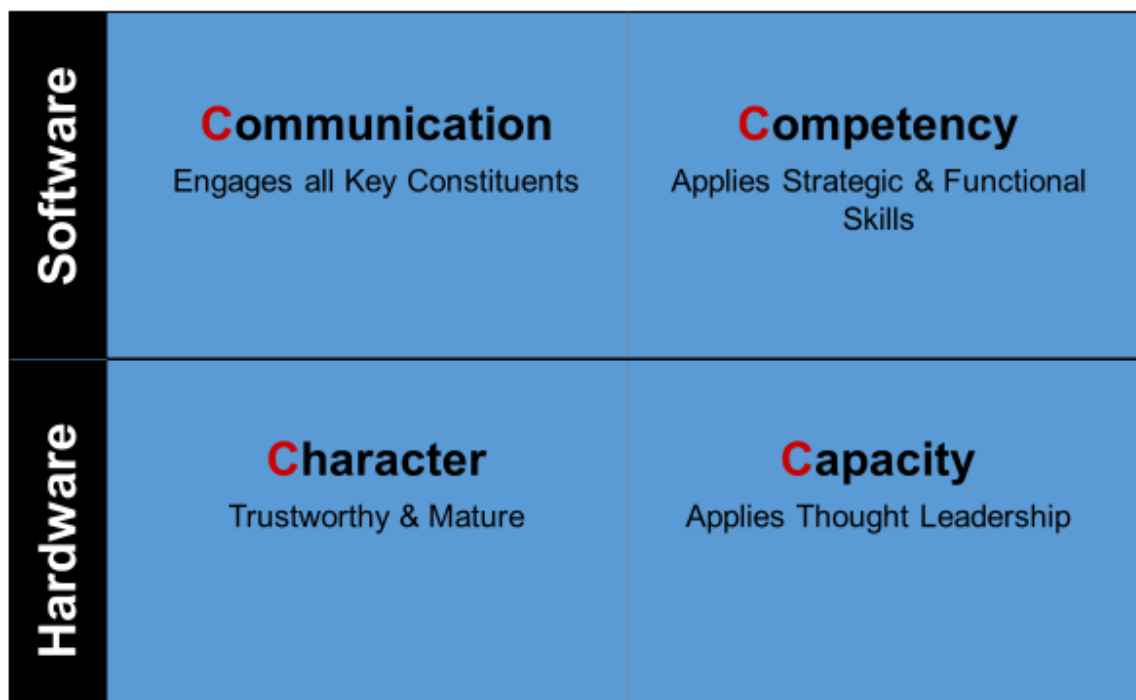 Software
Communication
Engages all Key Constituents
Competency
Applies Strategic & Functional
Skills
Hardware
Character
Trustworthy & Mature
Capacity
Applies Thought Leadership